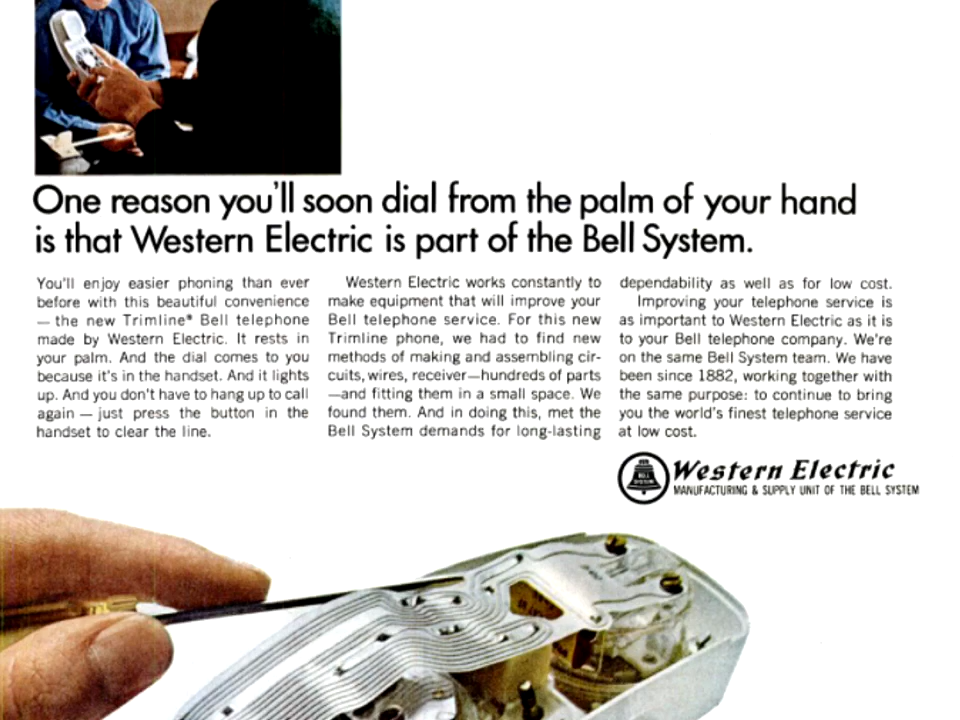 One reason you'll soon dial from the palm of your hand
is that Western Electric is part of the Bell System.
You'll enjoy easier phoning than ever
before with this beautiful convenience
— the new Trimline* Bell telephone
made by Western Electric. It rests in
your palm. And the dial comes to you
because it's in the handset. And it lights
up. And you don't have to hang up to call
again — just press the button in the
handset to clear the line.
Western Electric works constantly to
make equipment that will improve your
Bell telephone service. For this new
Trimline phone, we had to find new
methods of making and assembling cir-
cuits, wires, receiver—hundreds of parts
—and fitting them in a small space. We
found them. And in doing this, met the
Bell System demands for long-lasting
dependability as well as for low cost.
Improving your telephone service is
as important to Western Electric as it is
to your Bell telephone company. We're
on the same Bell System team. We have
been since 1882, working together with
the same purpose: to continue to bring
you the world's finest telephone service
at low cost.
BELL
SYSTEM
Western Electric
MANUFACTURING & SUPPLY UNIT OF THE BELL SYSTEM